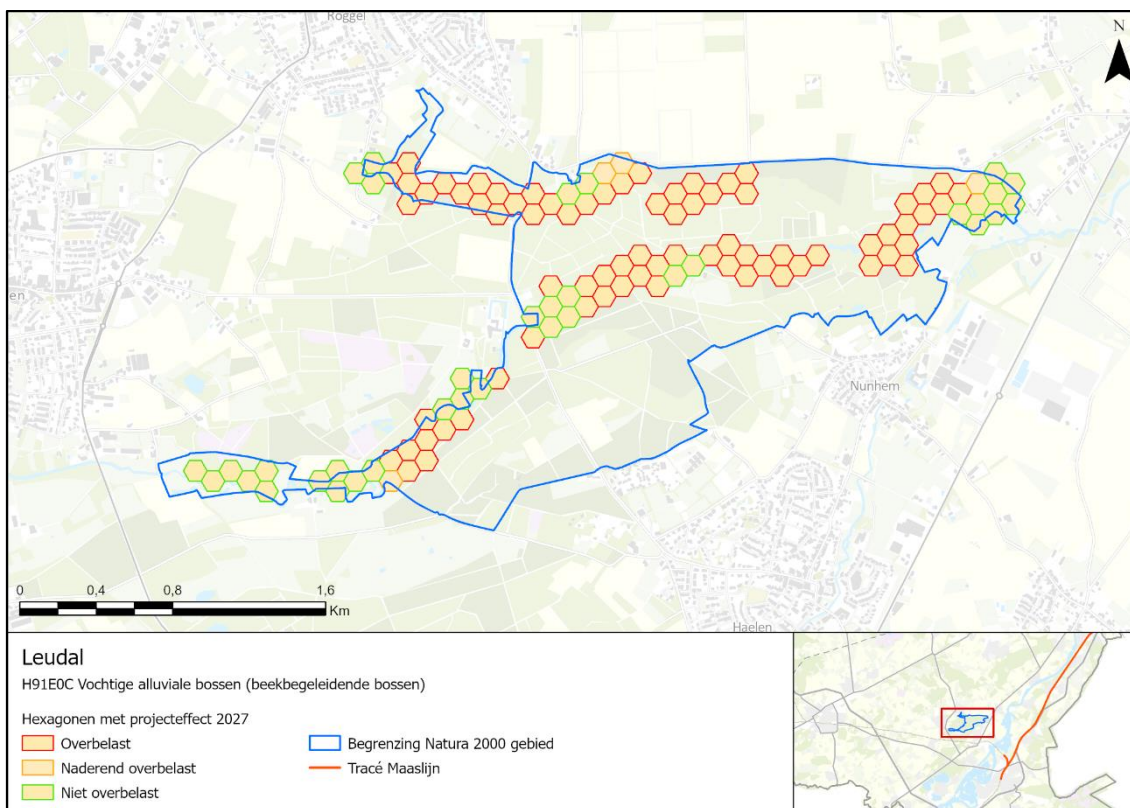 Roggel
N
en
Nunhem
Haelen
0 0,4 0,8 1,6
Km
Leudal
H91E0C Vochtige alluviale bossen (beekbegeleidende bossen)
Hexagonen met projecteffect 2027
Overbelast
Naderend overbelast
Niet overbelast
Begrenzing Natura 2000 gebied
Tracé Maaslijn